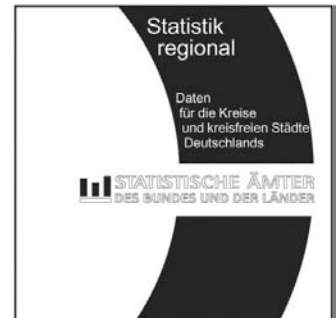 Statistik
regional
Daten
für die Kreise
und kreisfreien Städte
Deutschlands
STATISTISCHE ÄMTER
DES BUNDES UND DER LÄNDER